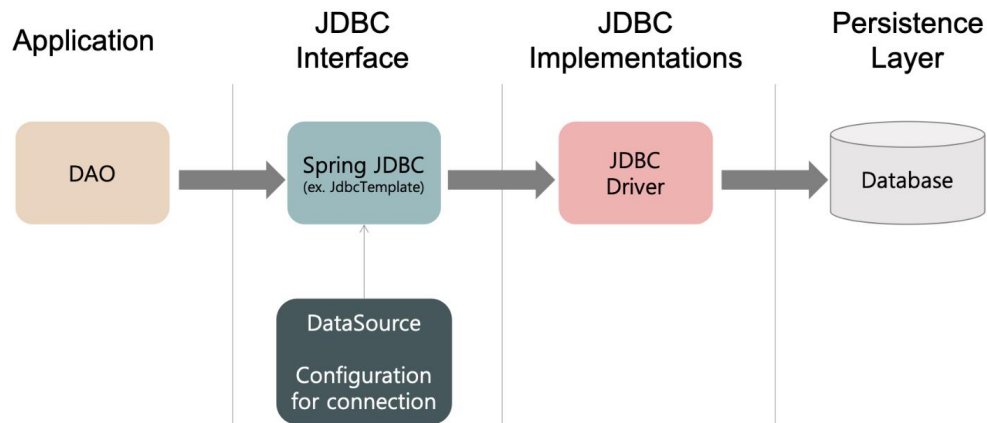 Application
JDBC
Interface
JDBC
Implementations
Persistence
Layer
DAO
Spring JDBC
(ex. JdbcTemplate)
JDBC
Driver
Database
DataSource
Configuration
for connection